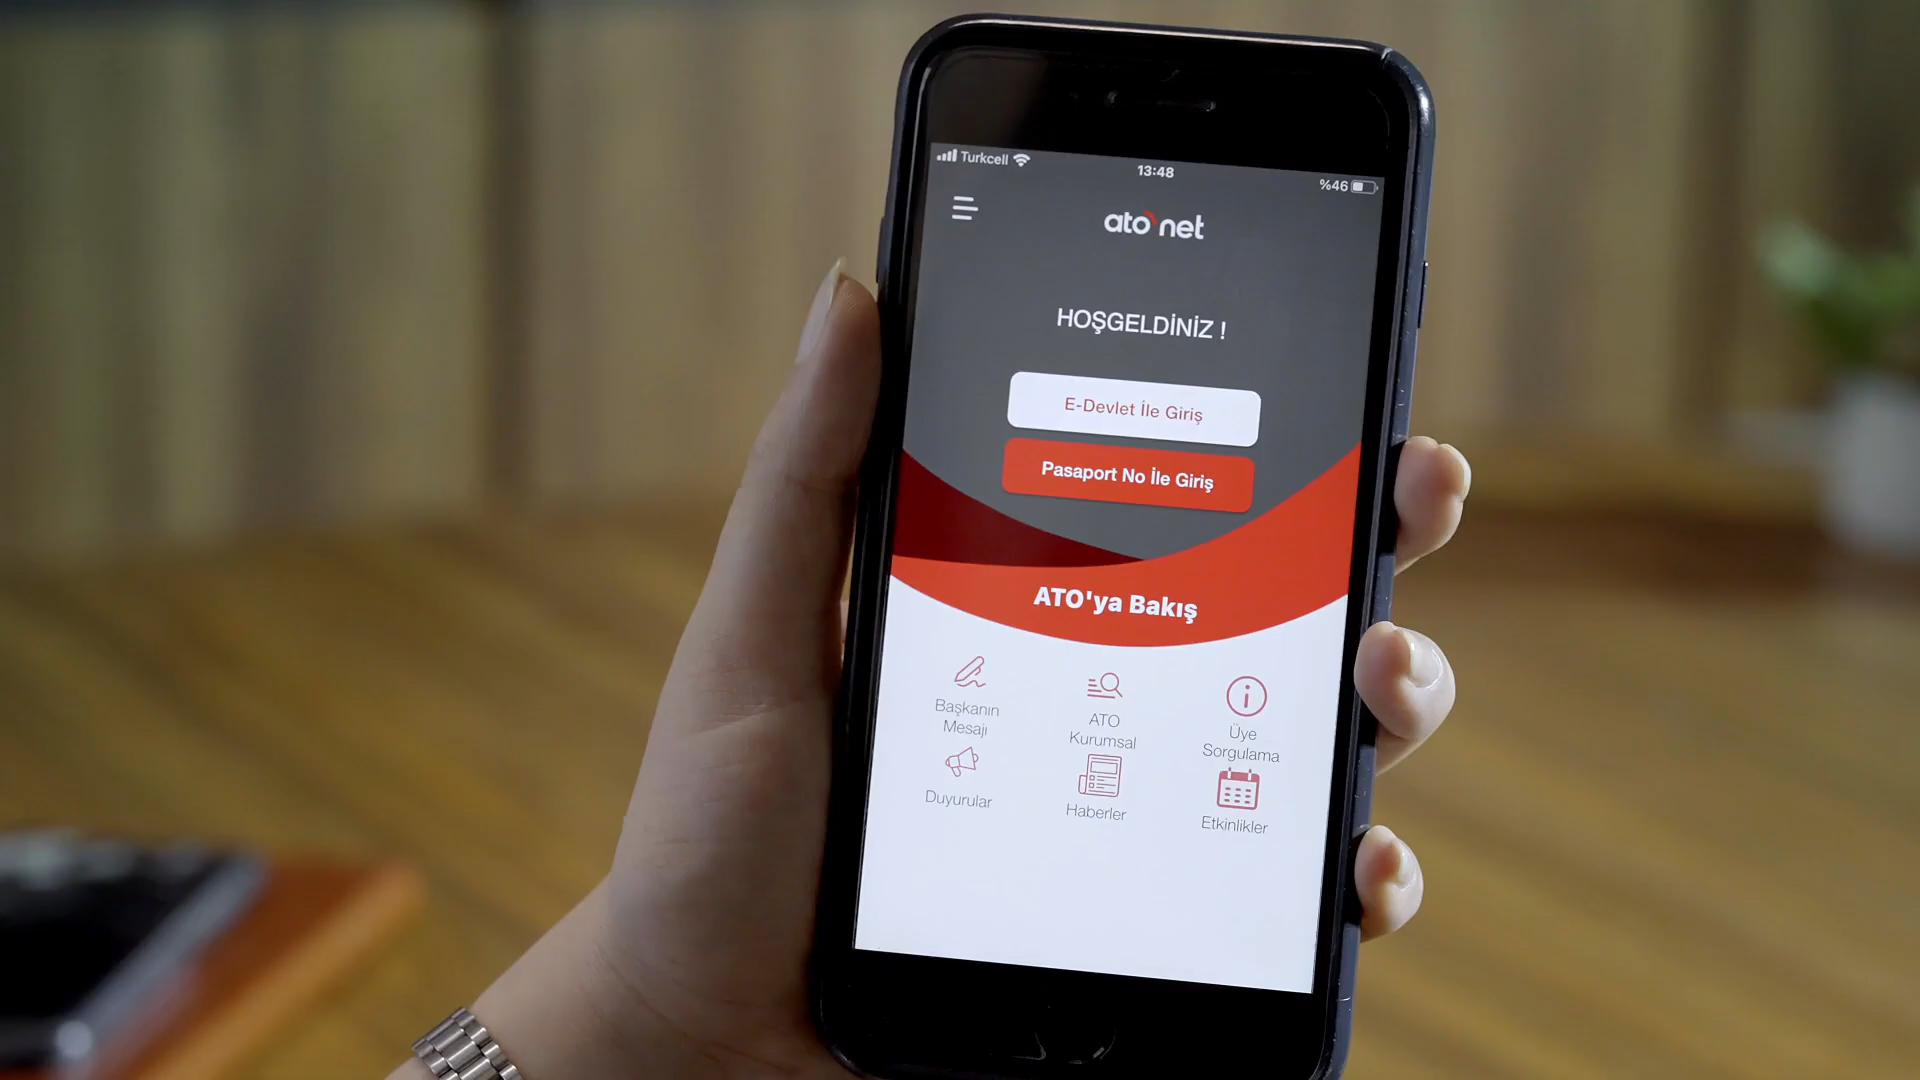 Turkcell
13:48
%46
ato net
HOŞGELDİNİZ !
E-Devlet İle Giriş
Pasaport No İle Giriş
ATO'ya Bakış
Başkanın
Mesajı
ATO
Kurumsal
Üye
Sorgulama
Duyurular
Haberler
Etkinlikler